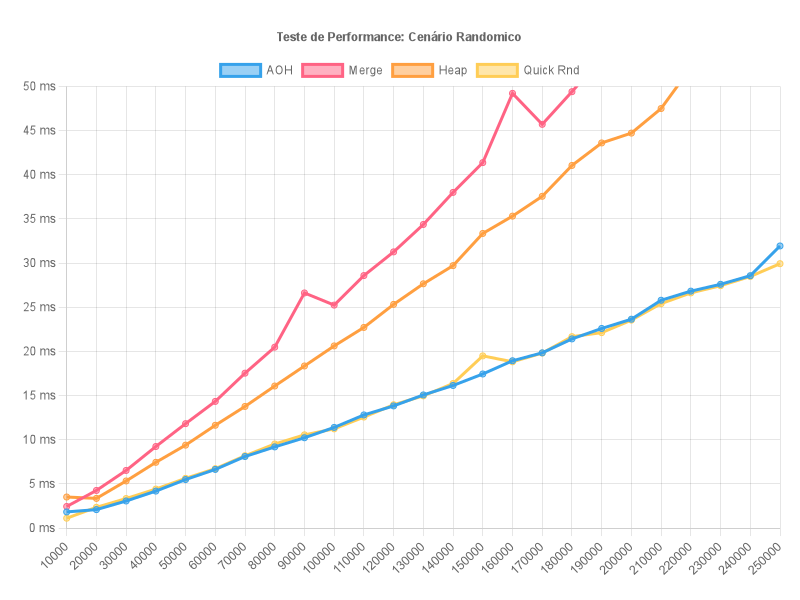 Teste de Performance: Cenário Randomico
AOH Merge Heap Quick Rnd
50 ms
45 ms
40 ms
35 ms
30 ms
25 ms
20 ms
15 ms
10 ms
5 ms
0 ms
10000 20000 30000 40000 50000 60000 70000 80000 90000 100000 110000 120000 130000 140000 150000 160000 170000 180000 190000 200000 210000 220000 230000 240000 250000